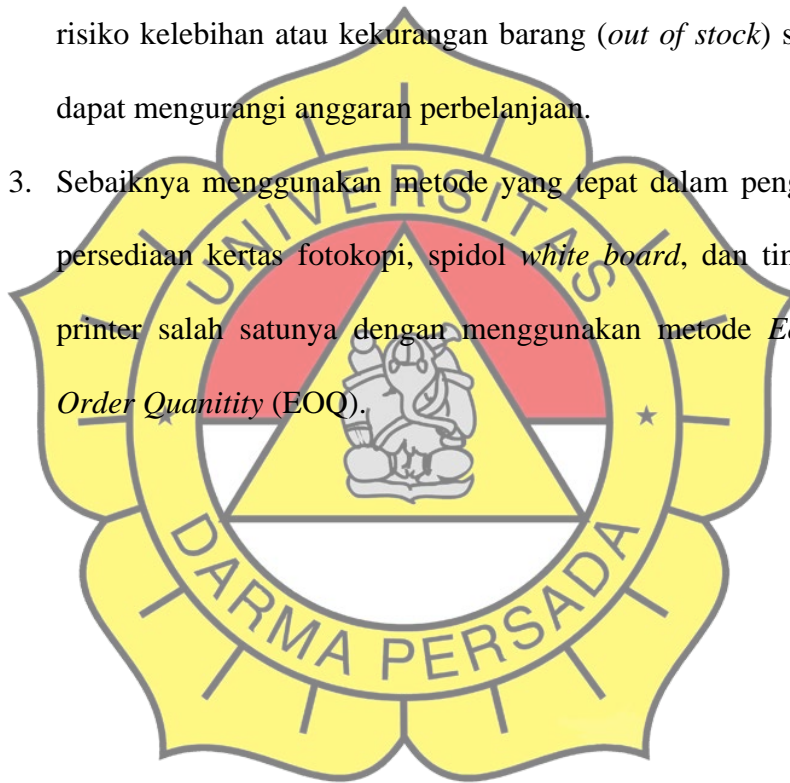 risiko kelebihan atau kekurangan barang (out of stock)
dapat mengurangi anggaran perbelanjaan.
3. Sebaiknya menggunakan metode yang tepat dalam
persediaan kertas fotokopi, spidol white board, dan
printer salah satunya dengan menggunakan metode
Order Quanitity (EOQ).
UNIVERSITAS
DARMA PERSADA